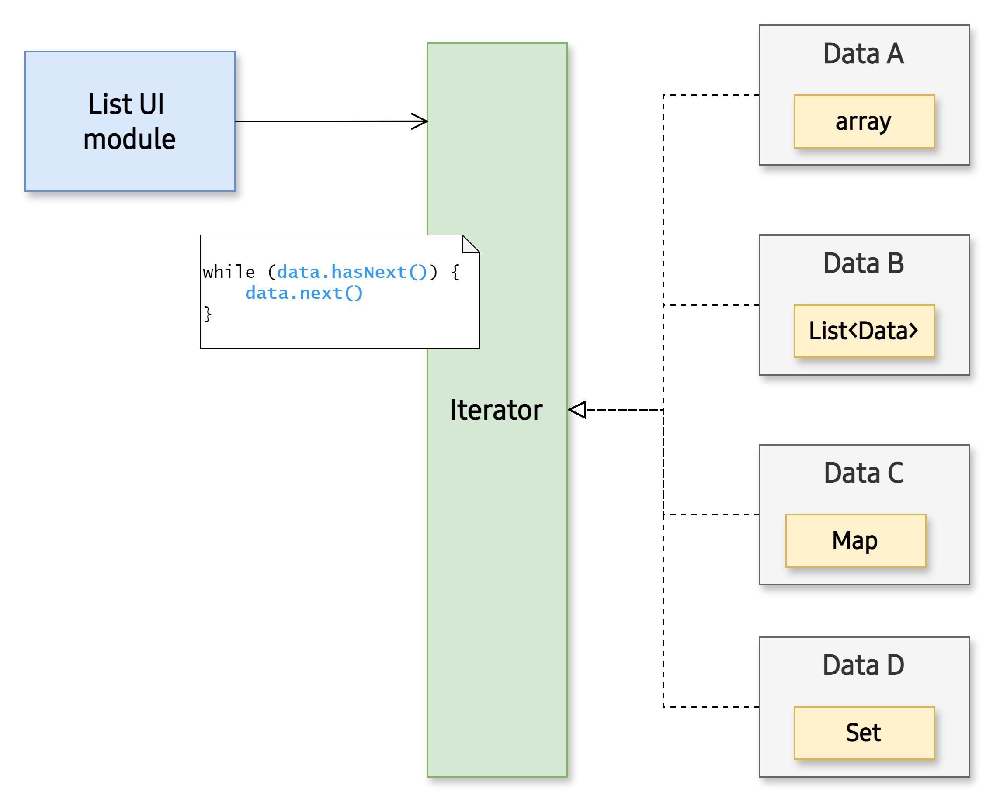 List UI
module
while (data.hasNext()) {
data.next()
}
Iterator
Data A
array
Data B
List<Data>
Data C
Map
Data D
Set